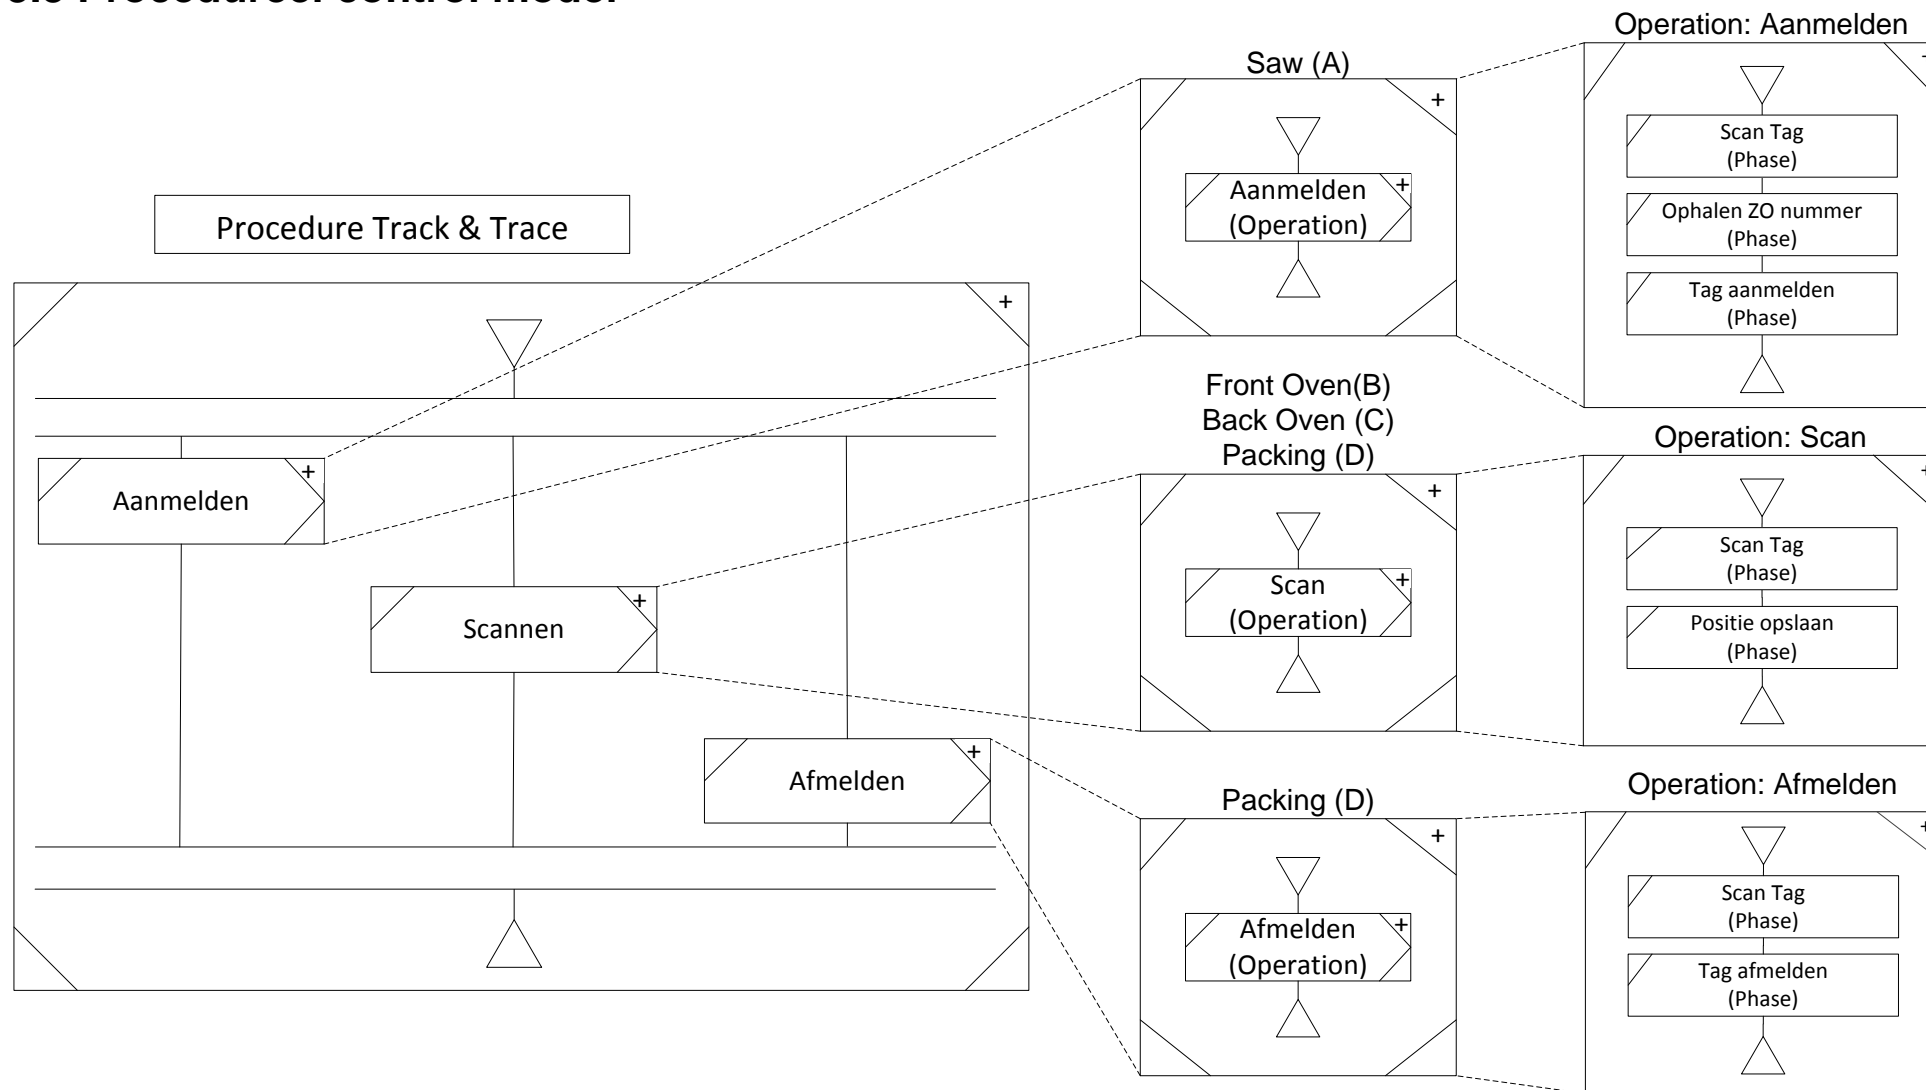 Procedure Track & Trace
+
Aanmelden
+
Scannen
+
Afmelden
+
Saw (A)
+
Aanmelden
(Operation)
+
Operation: Aanmelden
+
Scan Tag
(Phase)
Ophalen ZO nummer
(Phase)
Tag aanmelden
(Phase)
Front Oven(B)
Back Oven (C)
Packing (D)
+
Scan
(Operation)
+
Operation: Scan
+
Scan Tag
(Phase)
Positie opslaan
(Phase)
Packing (D)
+
Afmelden
(Operation)
+
Operation: Afmelden
+
Scan Tag
(Phase)
Tag afmelden
(Phase)